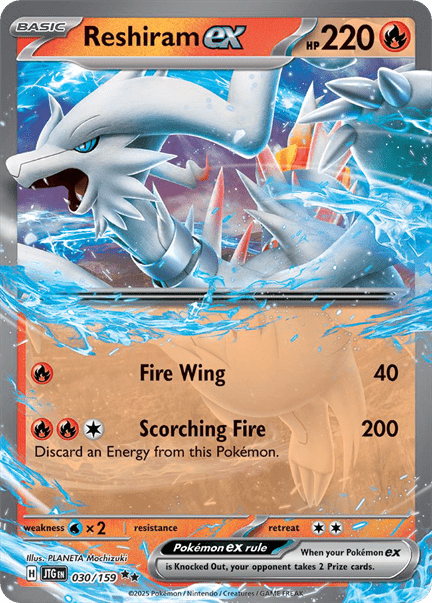 BASIC
Reshiram ex HP 220
Fire Wing 40
Scorching Fire 200
Discard an Energy from this Pokémon.
weakness ×2 resistance retreat
Illus. PLANETA Mochizuki
H JTG EN 030/159
Pokémon ex rule When your Pokémon ex
is Knocked Out, your opponent takes 2 Prize cards.
©2025 Pokémon / Nintendo / Creatures / GAME FREAK